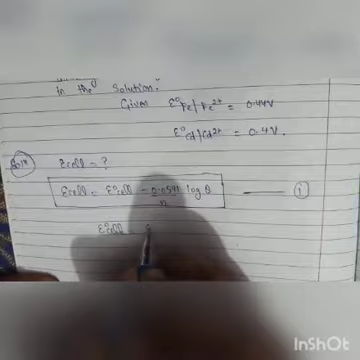 in the solution.
Given E° Fe/Fe²⁺ = 0.44V
E° Cd/Cd²⁺ = 0.4V.
Soln Ecell = ?
Ecell = E°cell - 0.0591/n log Q —— ①
E°cell
InShOt